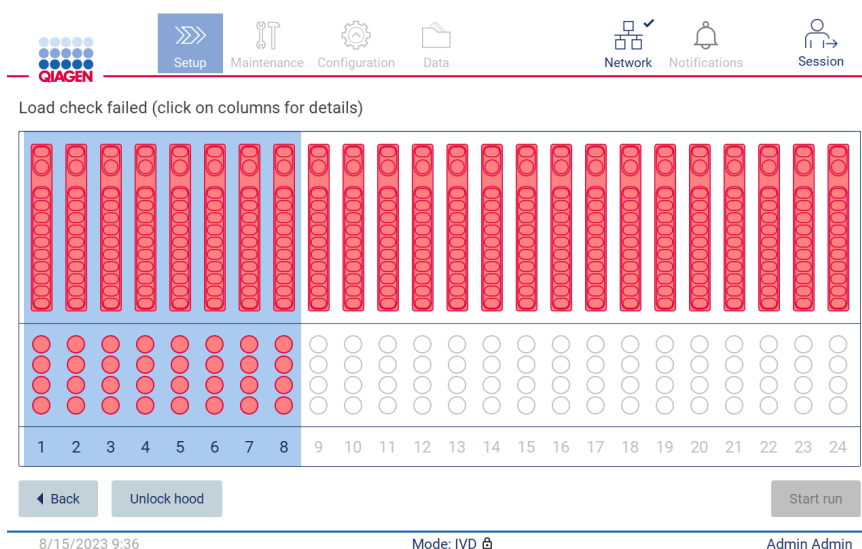 QIAGEN
Setup
Maintenance
Configuration
Data
Network
Notifications
Session
Load check failed (click on columns for details)
1 2 3 4 5 6 7 8 9 10 11 12 13 14 15 16 17 18 19 20 21 22 23 24
Back
Unlock hood
Start run
8/15/2023 9:36
Mode: IVD
Admin Admin